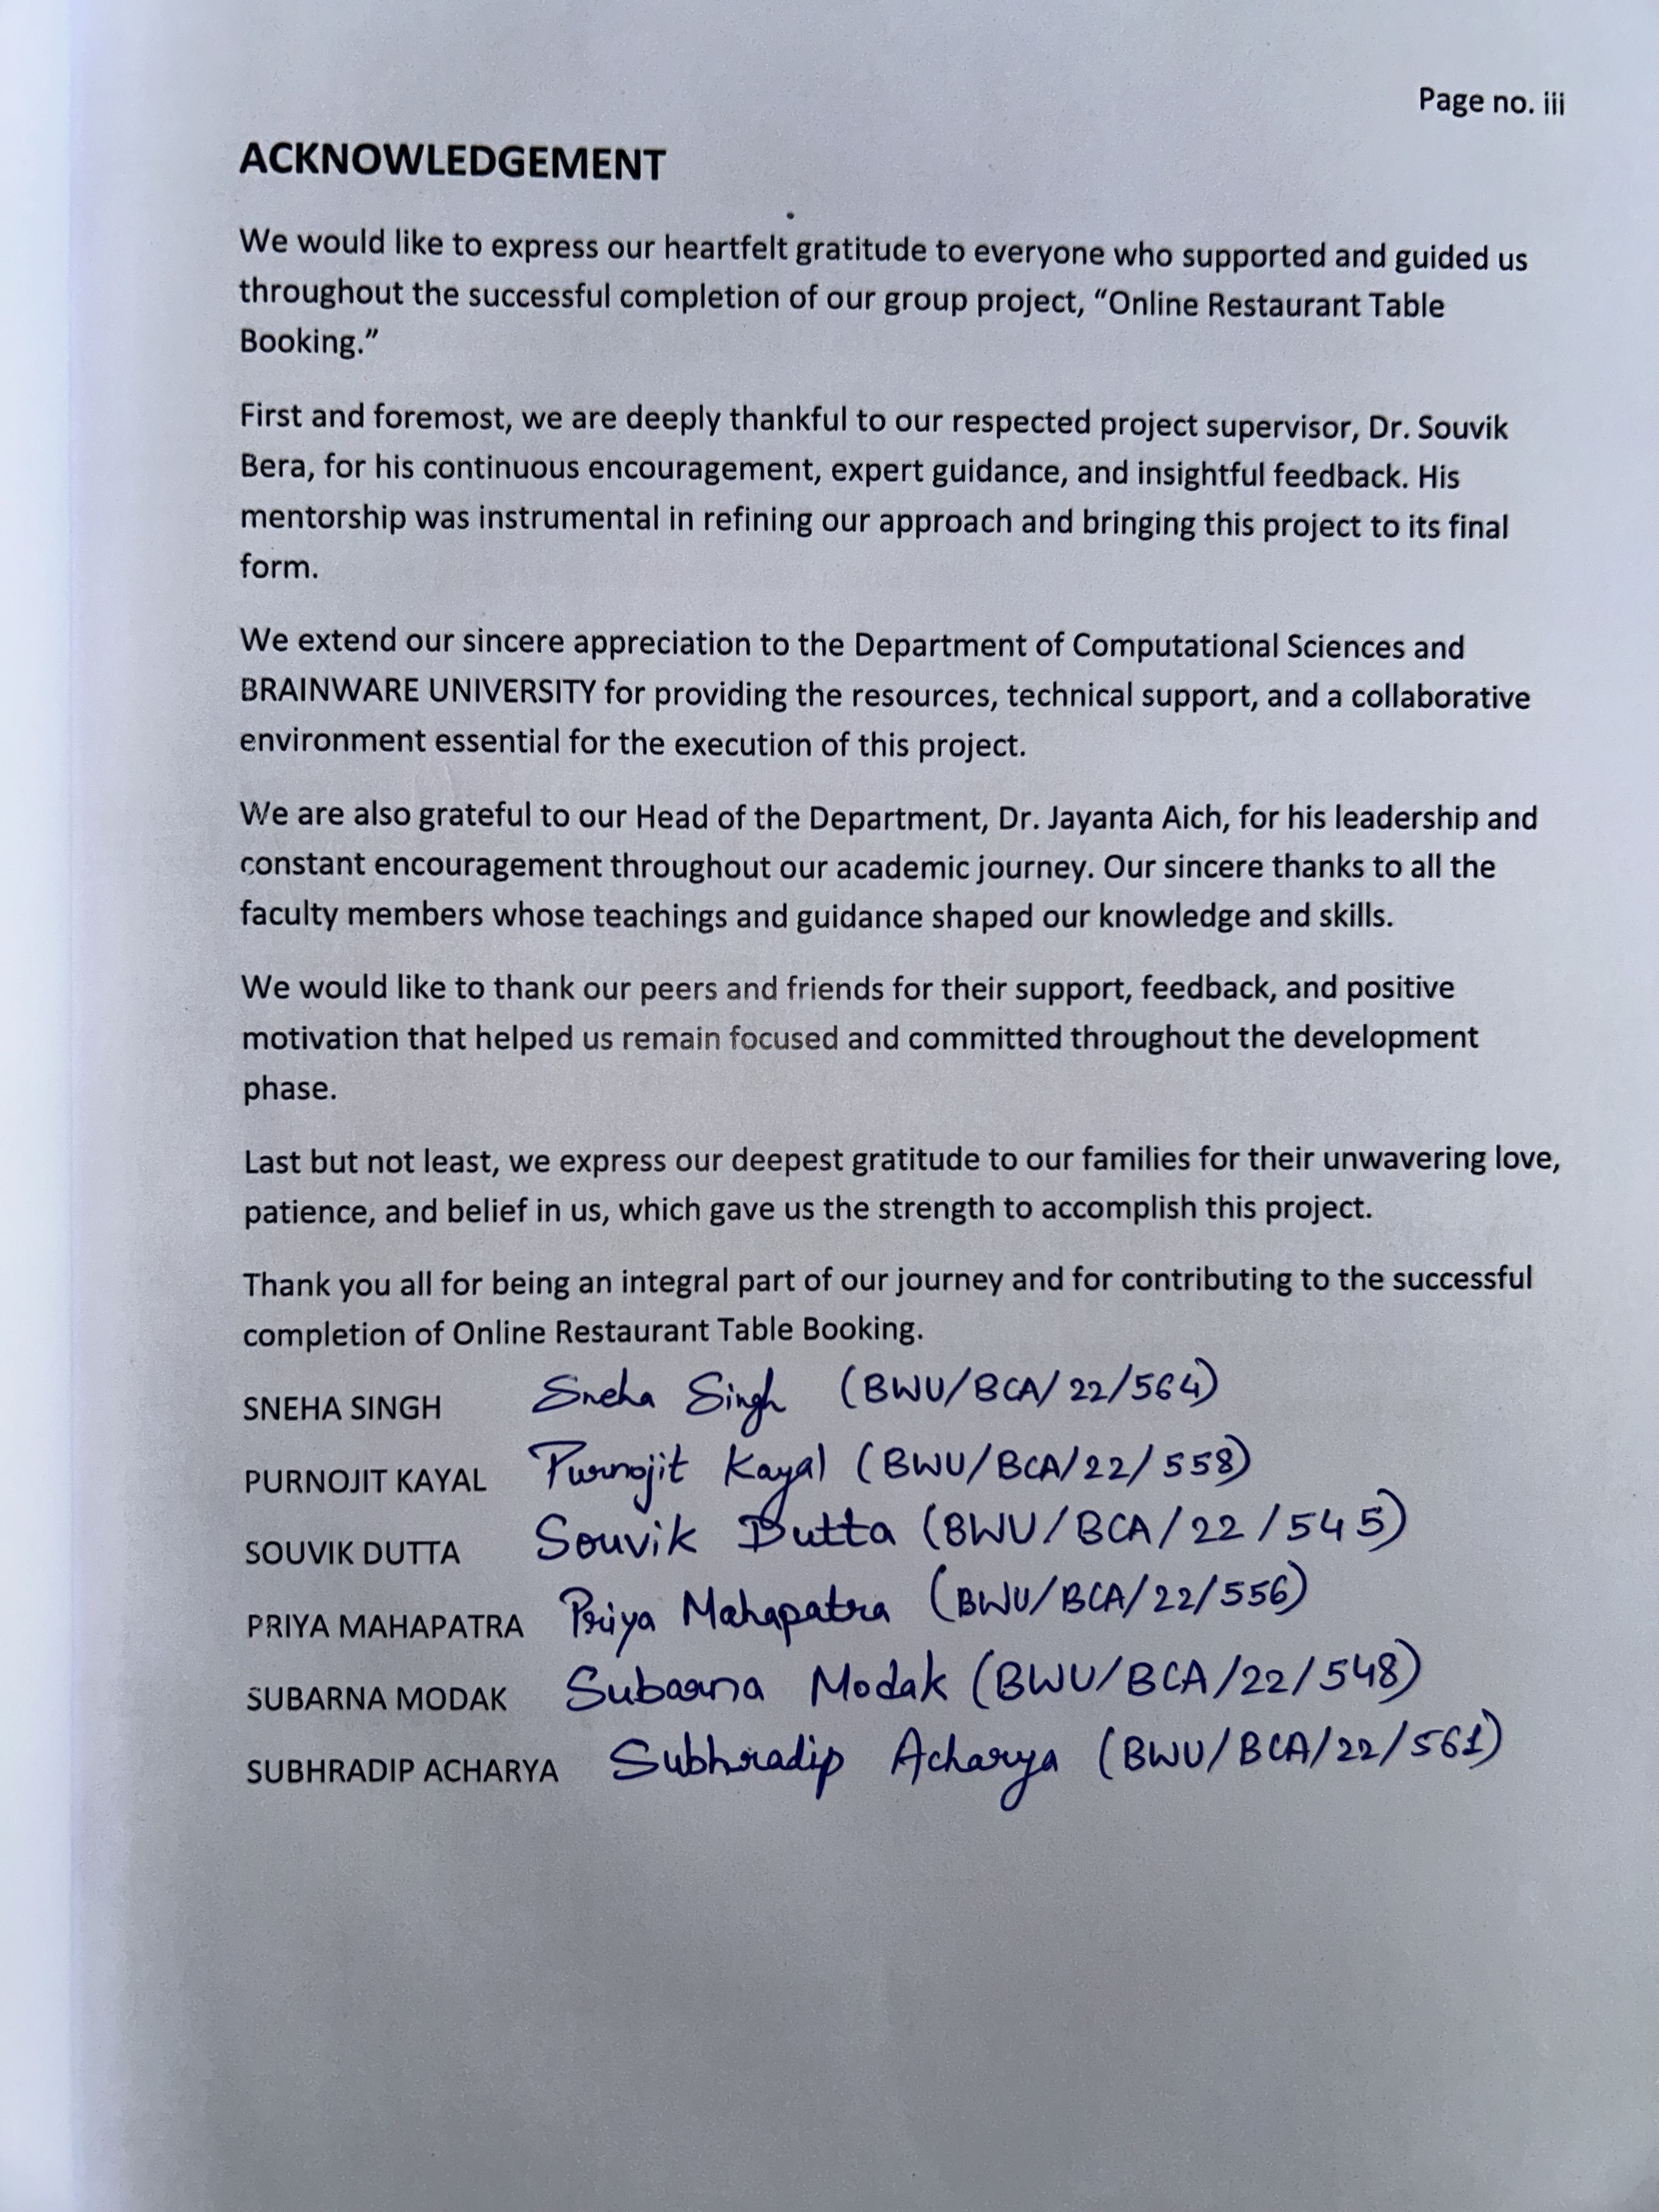 Page no. iii
ACKNOWLEDGEMENT
We would like to express our heartfelt gratitude to everyone who supported and guided us
throughout the successful completion of our group project, “Online Restaurant Table
Booking.”
First and foremost, we are deeply thankful to our respected project supervisor, Dr. Souvik
Bera, for his continuous encouragement, expert guidance, and insightful feedback. His
mentorship was instrumental in refining our approach and bringing this project to its final
form.
We extend our sincere appreciation to the Department of Computational Sciences and
BRAINWARE UNIVERSITY for providing the resources, technical support, and a collaborative
environment essential for the execution of this project.
We are also grateful to our Head of the Department, Dr. Jayanta Aich, for his leadership and
constant encouragement throughout our academic journey. Our sincere thanks to all the
faculty members whose teachings and guidance shaped our knowledge and skills.
We would like to thank our peers and friends for their support, feedback, and positive
motivation that helped us remain focused and committed throughout the development
phase.
Last but not least, we express our deepest gratitude to our families for their unwavering love,
patience, and belief in us, which gave us the strength to accomplish this project.
Thank you all for being an integral part of our journey and for contributing to the successful
completion of Online Restaurant Table Booking.
SNEHA SINGH Sneha Singh (BWU/BCA/22/564)
PURNOJIT KAYAL Purnojit Kayal (BWU/BCA/22/558)
SOUVIK DUTTA Souvik Dutta (BWU/BCA/22/545)
PRIYA MAHAPATRA Priya Mahapatra (BWU/BCA/22/556)
SUBARNA MODAK Subarna Modak (BWU/BCA/22/548)
SUBHRADIP ACHARYA Subhradip Acharya (BWU/BCA/22/561)